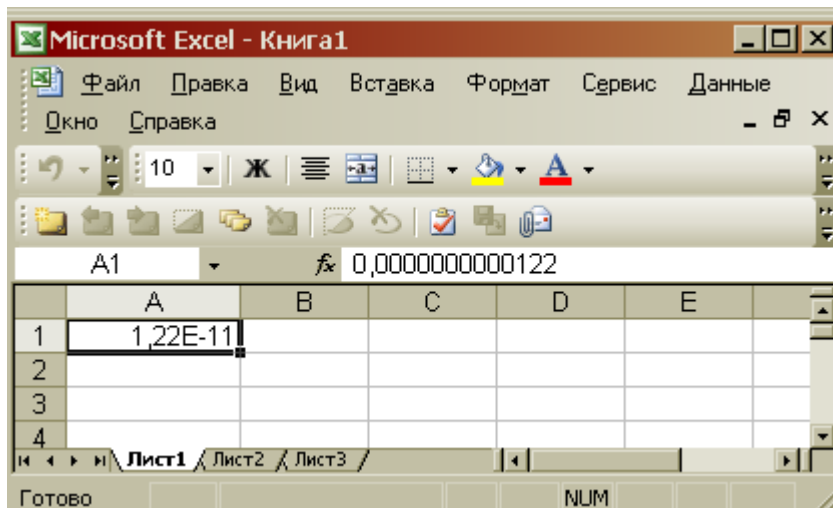 Microsoft Excel - Книга1
Файл Правка Вид Вставка Формат Сервис Данные
Окно Справка
10 Ж a A
A1 fx 0,0000000000122
A B C D E
1 1,22E-11
2
3
4
Лист1 Лист2 Лист3
Готово NUM